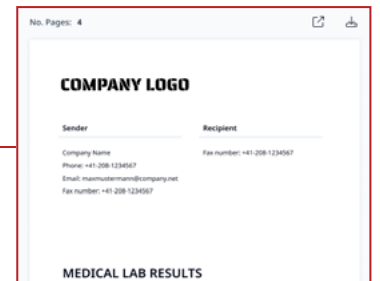 No. Pages: 4
COMPANY LOGO
Sender
Recipient
Company Name
Fax number: +41-208-1234567
Phone: +41-208-1234567
Email: maxmustermann@company.net
Fax number: +41-208-1234567
MEDICAL LAB RESULTS